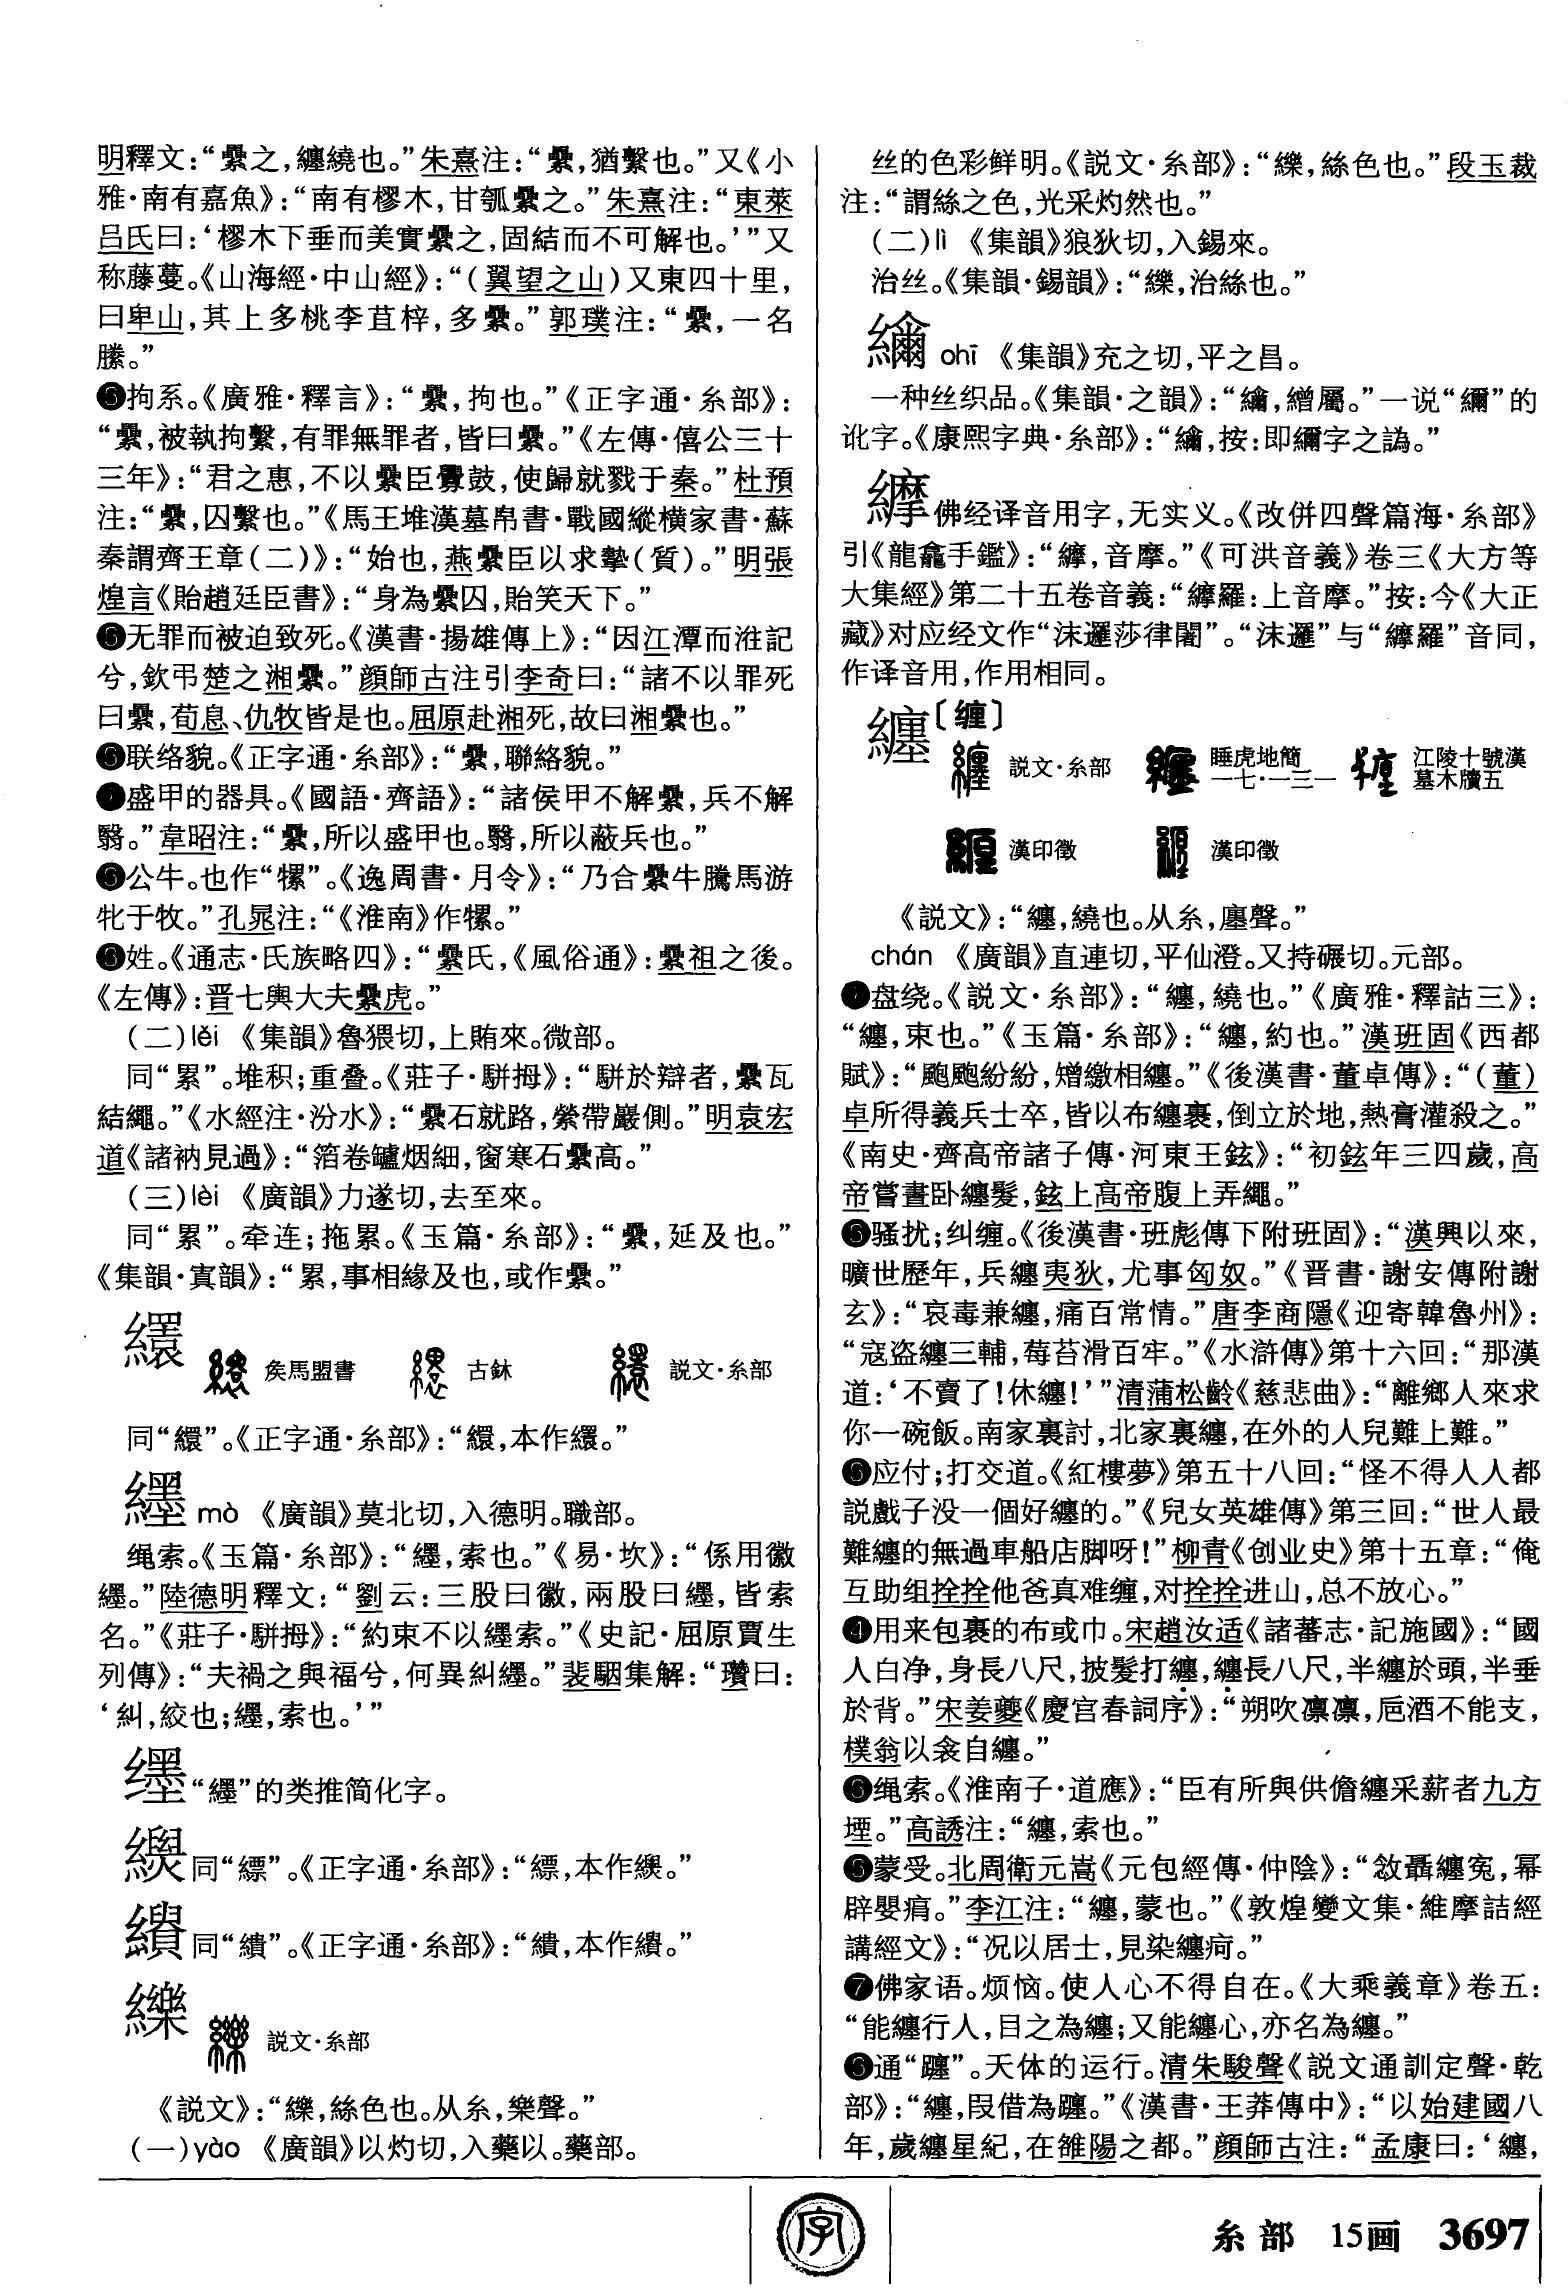 明釋文：“纍之，纏繞也。”朱熹注：“纍，猶繫也。”又《小
雅·南有嘉魚》：“南有樛木，甘瓠纍之。”朱熹注：“東萊
吕氏曰：‘樛木下垂而美實纍之，固結而不可解也。’”又
称藤蔓。《山海經·中山經》：“（翼望之山）又東四十里，
曰卑山，其上多桃李苴梓，多纍。”郭璞注：“纍，一名
縢。”
❺拘系。《廣雅·釋言》：“纍，拘也。”《正字通·糸部》：
“纍，被執拘繫，有罪無罪者，皆曰纍。”《左傳·僖公三十
三年》：“君之惠，不以纍臣釁鼓，使歸就戮于秦。”杜預
注：“纍，囚繫也。”《馬王堆漢墓帛書·戰國縱横家書·蘇
秦謂齊王章（二）》：“始也，燕纍臣以求摯（質）。”明張
煌言《貽趙廷臣書》：“身為纍囚，貽笑天下。”
❺无罪而被迫致死。《漢書·揚雄傳上》：“因江潭而淮記
兮，欽弔楚之湘纍。”顔師古注引李奇曰：“諸不以罪死
曰纍，荀息、仇牧皆是也。屈原赴湘死，故曰湘纍也。”
❺联络貌。《正字通·糸部》：“纍，聯絡貌。”
❼盛甲的器具。《國語·齊語》：“諸侯甲不解纍，兵不解
翳。”韋昭注：“纍，所以盛甲也。翳，所以蔽兵也。”
❺公牛。也作“㹎”。《逸周書·月令》：“乃合纍牛騰馬游
牝于牧。”孔晁注：“《淮南》作㹎。”
❺姓。《通志·氏族略四》：“纍氏，《風俗通》：纍祖之後。
《左傳》：晋七輿大夫纍虎。”
（二）lěi 《集韻》魯猥切，上賄來。微部。
同“累”。堆积；重叠。《莊子·駢拇》：“駢於辯者，纍瓦
結繩。”《水經注·汾水》：“纍石就路，縈帶巖側。”明袁宏
道《諸衲見過》：“箔卷罏烟細，窗寒石纍高。”
（三）lèi 《廣韻》力遂切，去至來。
同“累”。牵连；拖累。《玉篇·糸部》：“纍，延及也。”
《集韻·寘韻》：“累，事相緣及也，或作纍。”
矦馬盟書 古鉥 説文·糸部
同“繯”。《正字通·糸部》：“繯，本作𦆭。”
纆 mò 《廣韻》莫北切，入德明。職部。
绳索。《玉篇·糸部》：“纆，索也。”《易·坎》：“係用徽
纆。”陸德明釋文：“劉云：三股曰徽，兩股曰纆，皆索
名。”《莊子·駢拇》：“約束不以纆索。”《史記·屈原賈生
列傳》：“夫禍之與福兮，何異糾纆。”裴駰集解：“瓚曰：
‘糾，絞也；纆，索也。’”
“纆”的类推简化字。
同“縹”。《正字通·糸部》：“縹，本作。”
同“繢”。《正字通·糸部》：“繢，本作。”
纅 説文·糸部
《説文》：“纅，絲色也。从糸，樂聲。”
（一）yào 《廣韻》以灼切，入藥以。藥部。
丝的色彩鲜明。《説文·糸部》：“纅，絲色也。”段玉裁
注：“謂絲之色，光采灼然也。”
（二）lì 《集韻》狼狄切，入錫來。
治丝。《集韻·錫韻》：“纅，治絲也。”
ohī 《集韻》充之切，平之昌。
一种丝织品。《集韻·之韻》：“，繒屬。”一说“”的
讹字。《康熙字典·糸部》：“，按：即字之譌。”
佛经译音用字，无实义。《改併四聲篇海·糸部》
引《龍龕手鑑》：“，音摩。”《可洪音義》卷三《大方等
大集經》第二十五卷音義：“羅：上音摩。”按：今《大正
藏》对应经文作“沫邏莎律闍”。“沫邏”与“羅”音同，
作译音用，作用相同。
纏〔缠〕
説文·糸部 睡虎地簡一七·一三一 江陵十號漢墓木牘五
漢印徵 漢印徵
《説文》：“纏，繞也。从糸，廛聲。”
chán 《廣韻》直連切，平仙澄。又持碾切。元部。
❼盘绕。《説文·糸部》：“纏，繞也。”《廣雅·釋詁三》：
“纏，束也。”《玉篇·糸部》：“纏，約也。”漢班固《西都
賦》：“颮颮紛紛，矰繳相纏。”《後漢書·董卓傳》：“（董）
卓所得義兵士卒，皆以布纏裹，倒立於地，熱膏灌殺之。”
《南史·齊高帝諸子傳·河東王鉉》：“初鉉年三四歲，高
帝嘗晝卧纏髮，鉉上高帝腹上弄繩。”
❺骚扰；纠缠。《後漢書·班彪傳下附班固》：“漢興以來，
曠世歷年，兵纏夷狄，尤事匈奴。”《晋書·謝安傳附謝
玄》：“哀毒兼纏，痛百常情。”唐李商隱《迎寄韓魯州》：
“寇盗纏三輔，莓苔滑百牢。”《水滸傳》第十六回：“那漢
道：‘不賣了！休纏！’”清蒲松齡《慈悲曲》：“離鄉人來求
你一碗飯。南家裏討，北家裏纏，在外的人兒難上難。”
❺应付；打交道。《紅樓夢》第五十八回：“怪不得人人都
説戲子没一個好纏的。”《兒女英雄傳》第三回：“世人最
難纏的無過車船店脚呀！”柳青《创业史》第十五章：“俺
互助组拴拴他爸真难缠，对拴拴进山，总不放心。”
❹用来包裹的布或巾。宋趙汝适《諸蕃志·記施國》：“國
人白净，身長八尺，披髮打纏，纏長八尺，半纏於頭，半垂
於背。”宋姜夔《慶宫春詞序》：“朔吹凛凛，卮酒不能支，
樸翁以衾自纏。”
❺绳索。《淮南子·道應》：“臣有所與供儋纏采薪者九方
堙。”高誘注：“纏，索也。”
❺蒙受。北周衛元嵩《元包經傳·仲陰》：“惢聶纏冤，冪
辟嬰痟。”李江注：“纏，蒙也。”《敦煌變文集·維摩詰經
講經文》：“况以居士，見染纏疴。”
❼佛家语。烦恼。使人心不得自在。《大乘義章》卷五：
“能纏行人，目之為纏；又能纏心，亦名為纏。”
❺通“躔”。天体的运行。清朱駿聲《説文通訓定聲·乾
部》：“纏，叚借為躔。”《漢書·王莽傳中》：“以始建國八
年，歲纏星紀，在雒陽之都。”顔師古注：“孟康曰：‘纏，
字
糸部 15画 3697